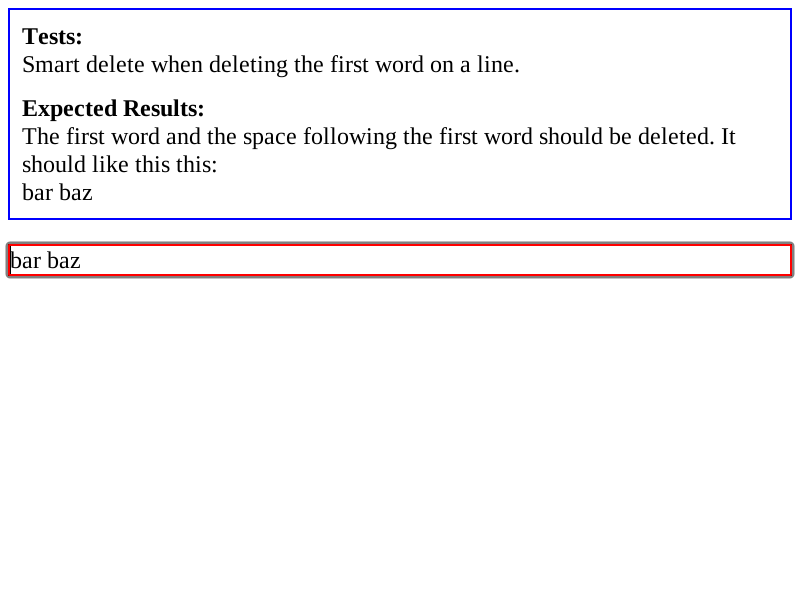 Tests:
Smart delete when deleting the first word on a line.
Expected Results:
The first word and the space following the first word should be deleted. It
should like this this:
bar baz
bar baz